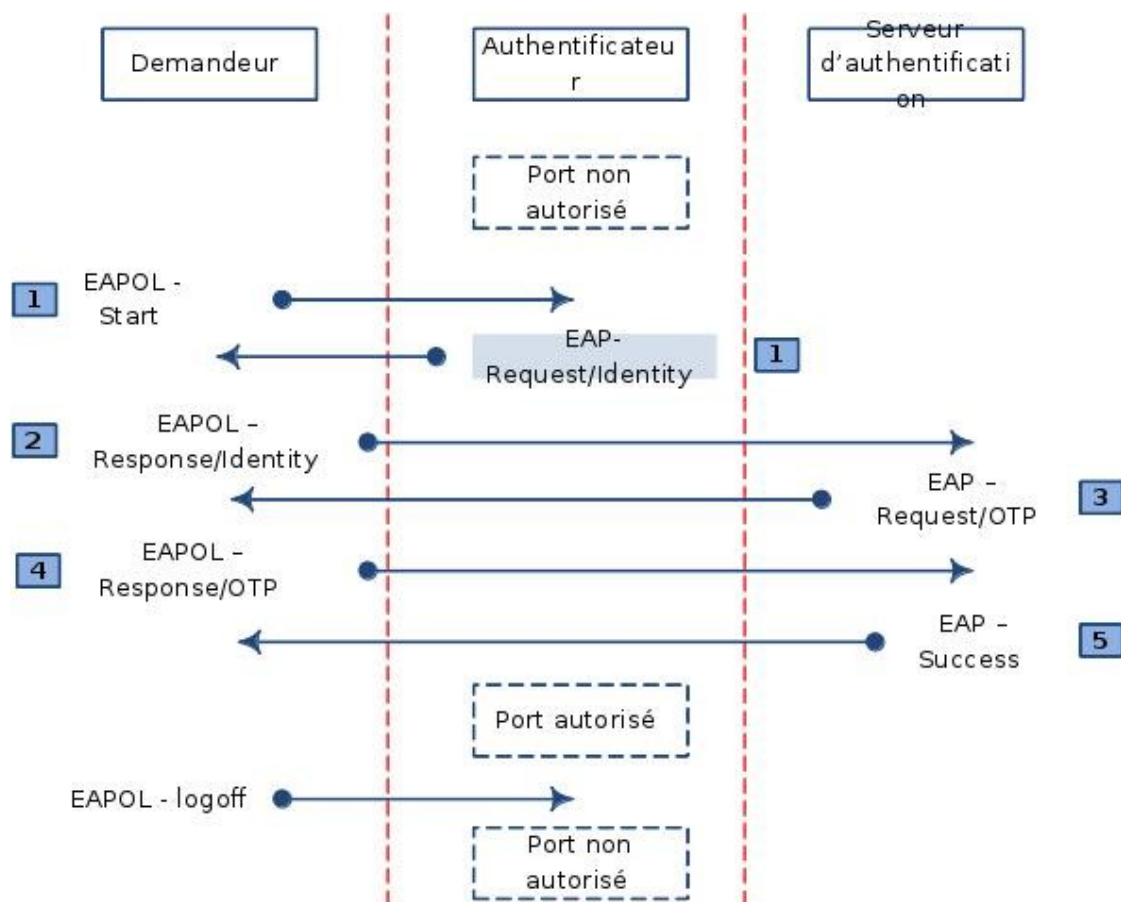 Demandeur
Authentificateu
r
Serveur
d’authentificati
on
Port non
autorisé
1
EAPOL -
Start
EAP-
Request/Identity
1
2
EAPOL –
Response/Identity
EAP –
Request/OTP
3
4
EAPOL –
Response/OTP
EAP –
Success
5
Port autorisé
EAPOL - logoff
Port non
autorisé